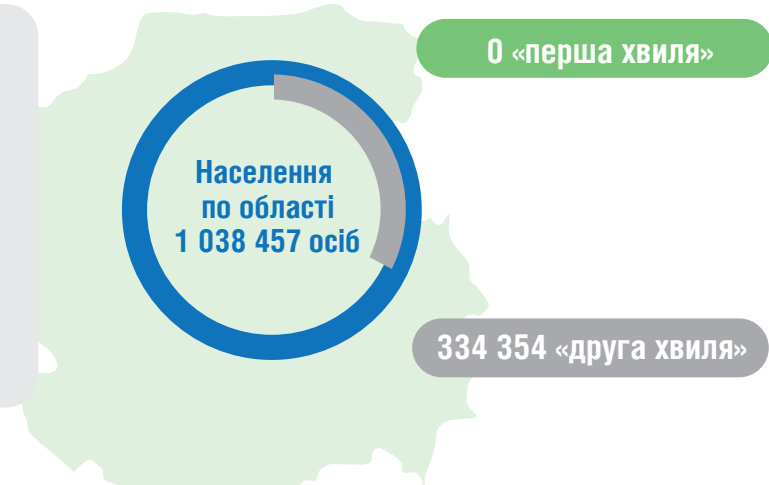 0 «перша хвиля»
Населення
по області
1 038 457 осіб
334 354 «друга хвиля»